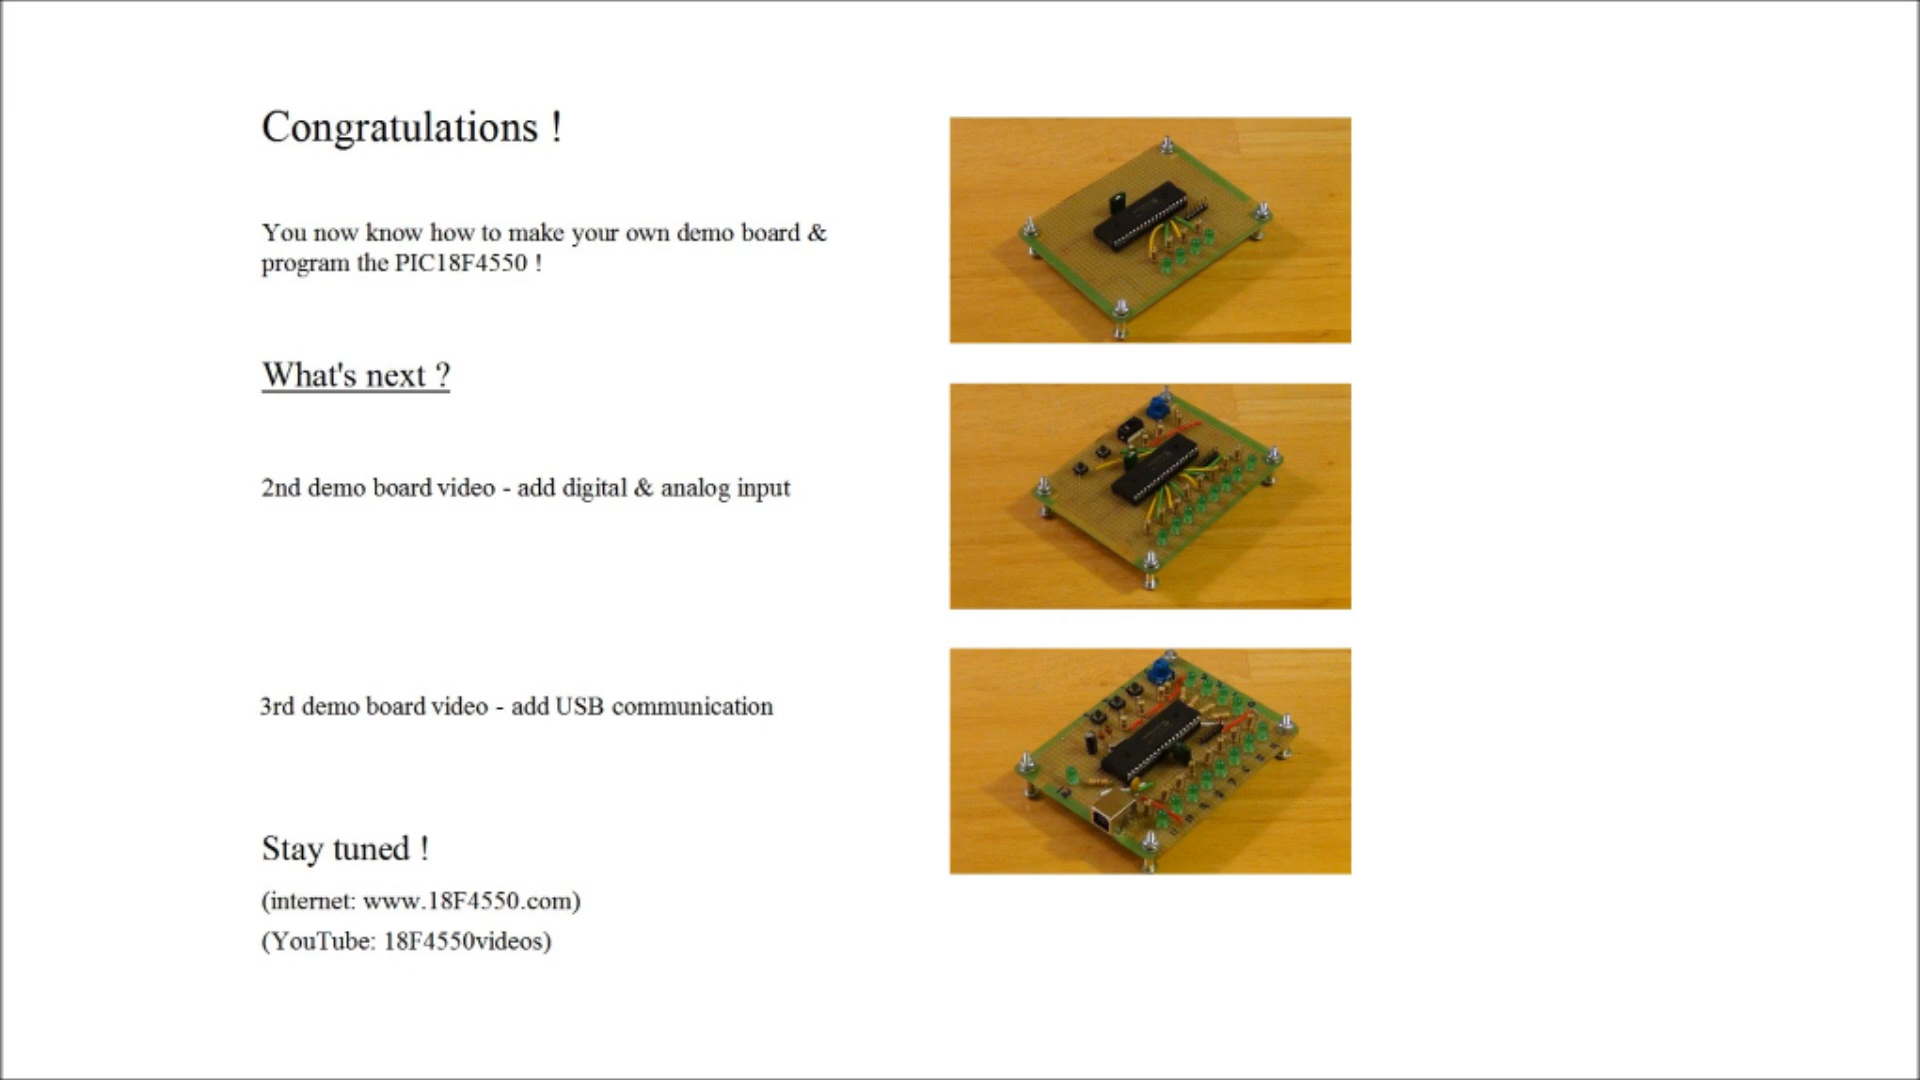 Congratulations !
You now know how to make your own demo board &
program the PIC18F4550 !
What's next ?
2nd demo board video - add digital & analog input
3rd demo board video - add USB communication
Stay tuned !
(internet: www.18F4550.com)
(YouTube: 18F4550videos)